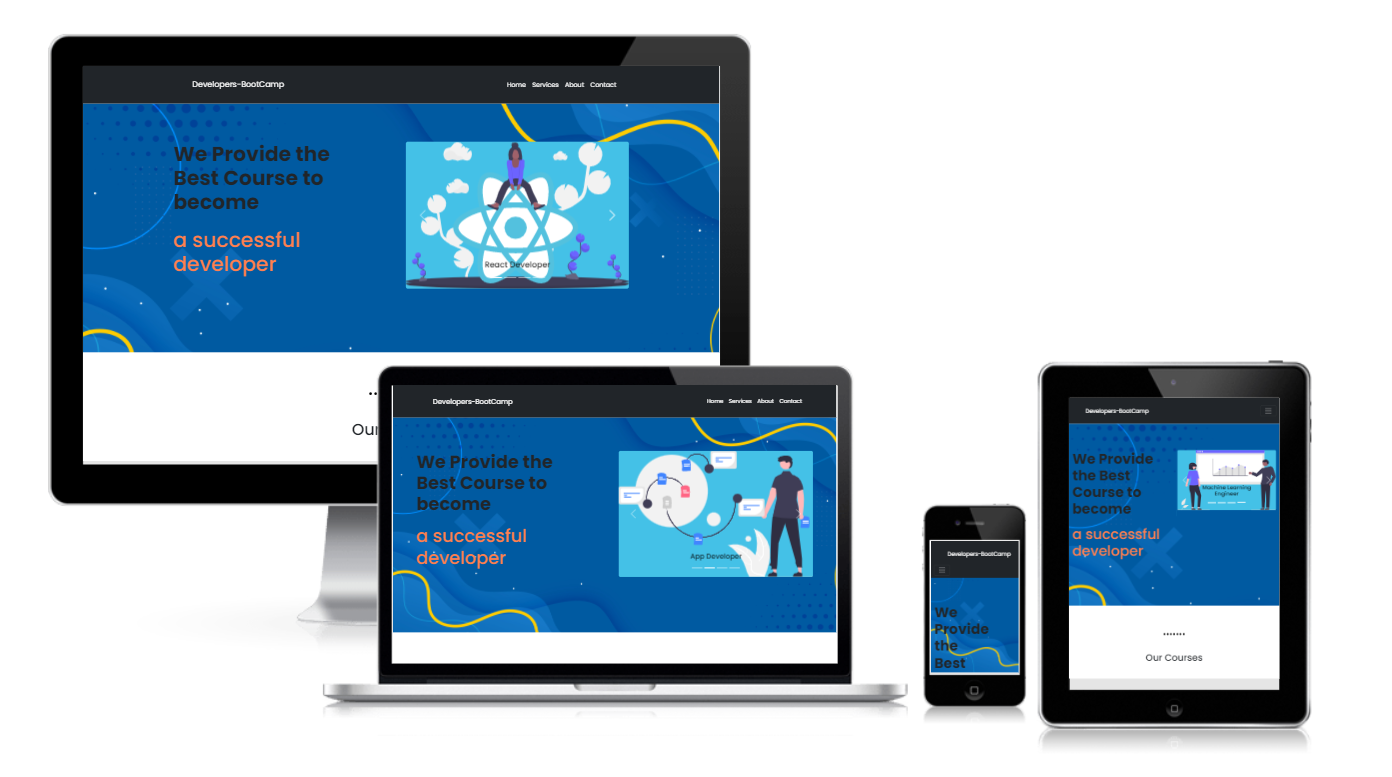 Developers-BootCamp
Home Services About Contact
We Provide the
Best Course to
become
a successful
developer
React Developer
Our
Developers-BootCamp
Home Services About Contact
We Provide the
Best Course to
become
a successful
developer
App Developer
Developers-BootCamp
We
Provide
the
Best
Developers-BootCamp
We Provide
the Best
Course to
become
a successful
developer
Machine Learning
Engineer
Our Courses